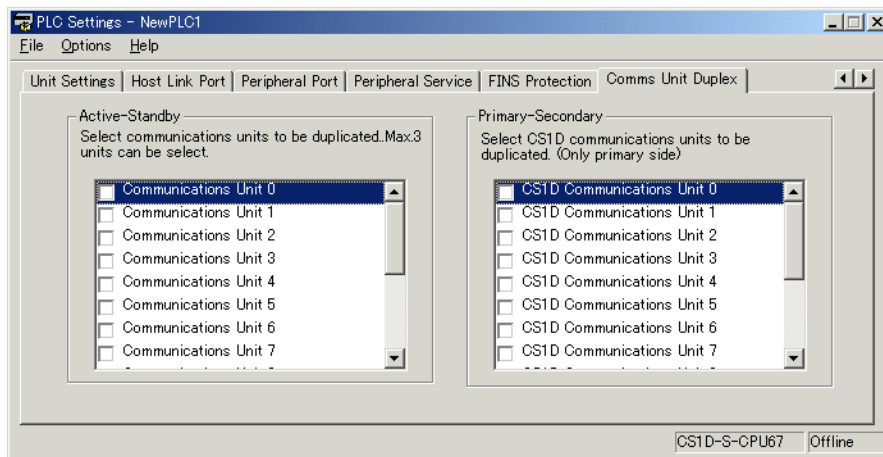 PLC Settings - NewPLC1
File Options Help
Unit Settings Host Link Port Peripheral Port Peripheral Service FINS Protection Comms Unit Duplex
Active-Standby
Select communications units to be duplicated..Max.3
units can be select.
Communications Unit 0
Communications Unit 1
Communications Unit 2
Communications Unit 3
Communications Unit 4
Communications Unit 5
Communications Unit 6
Communications Unit 7
Primary-Secondary
Select CS1D communications units to be
duplicated. (Only primary side)
CS1D Communications Unit 0
CS1D Communications Unit 1
CS1D Communications Unit 2
CS1D Communications Unit 3
CS1D Communications Unit 4
CS1D Communications Unit 5
CS1D Communications Unit 6
CS1D Communications Unit 7
CS1D-S-CPU67 Offline